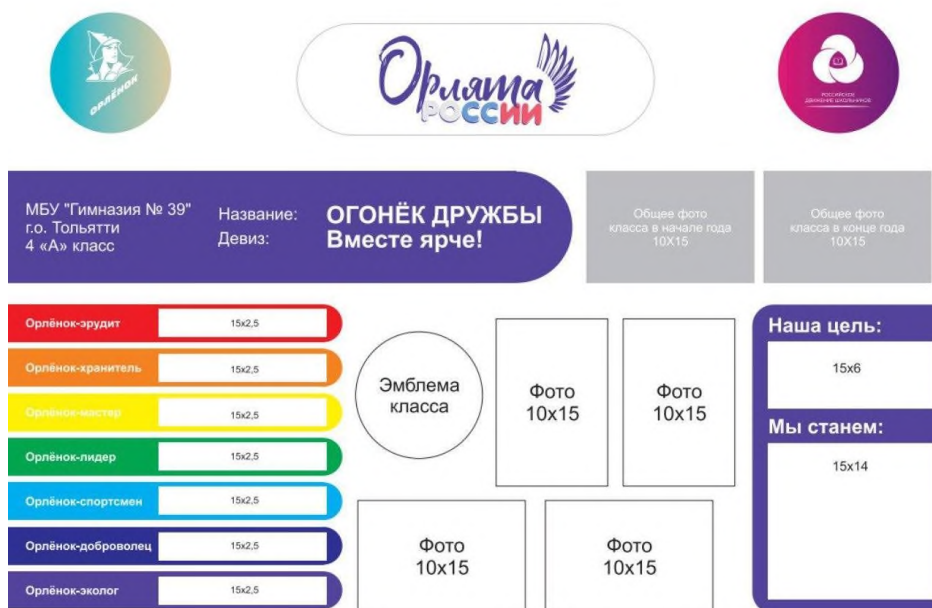 ОРЛЁНОК
Орлята
РОССИИ
РОССИЙСКОЕ
ДВИЖЕНИЕ ШКОЛЬНИКОВ
МБУ "Гимназия № 39"
г.о. Тольятти
4 «А» класс
Название:
Девиз:
ОГОНЁК ДРУЖБЫ
Вместе ярче!
Общее фото
класса в начале года
10Х15
Общее фото
класса в конце года
10Х15
Орлёнок-эрудит
15х2,5
Орлёнок-хранитель
15х2,5
Орлёнок-мастер
15х2,5
Орлёнок-лидер
15х2,5
Орлёнок-спортсмен
15х2,5
Орлёнок-доброволец
15х2,5
Орлёнок-эколог
15х2,5
Эмблема
класса
Фото
10х15
Фото
10х15
Фото
10х15
Фото
10х15
Наша цель:
15х6
Мы станем:
15х14